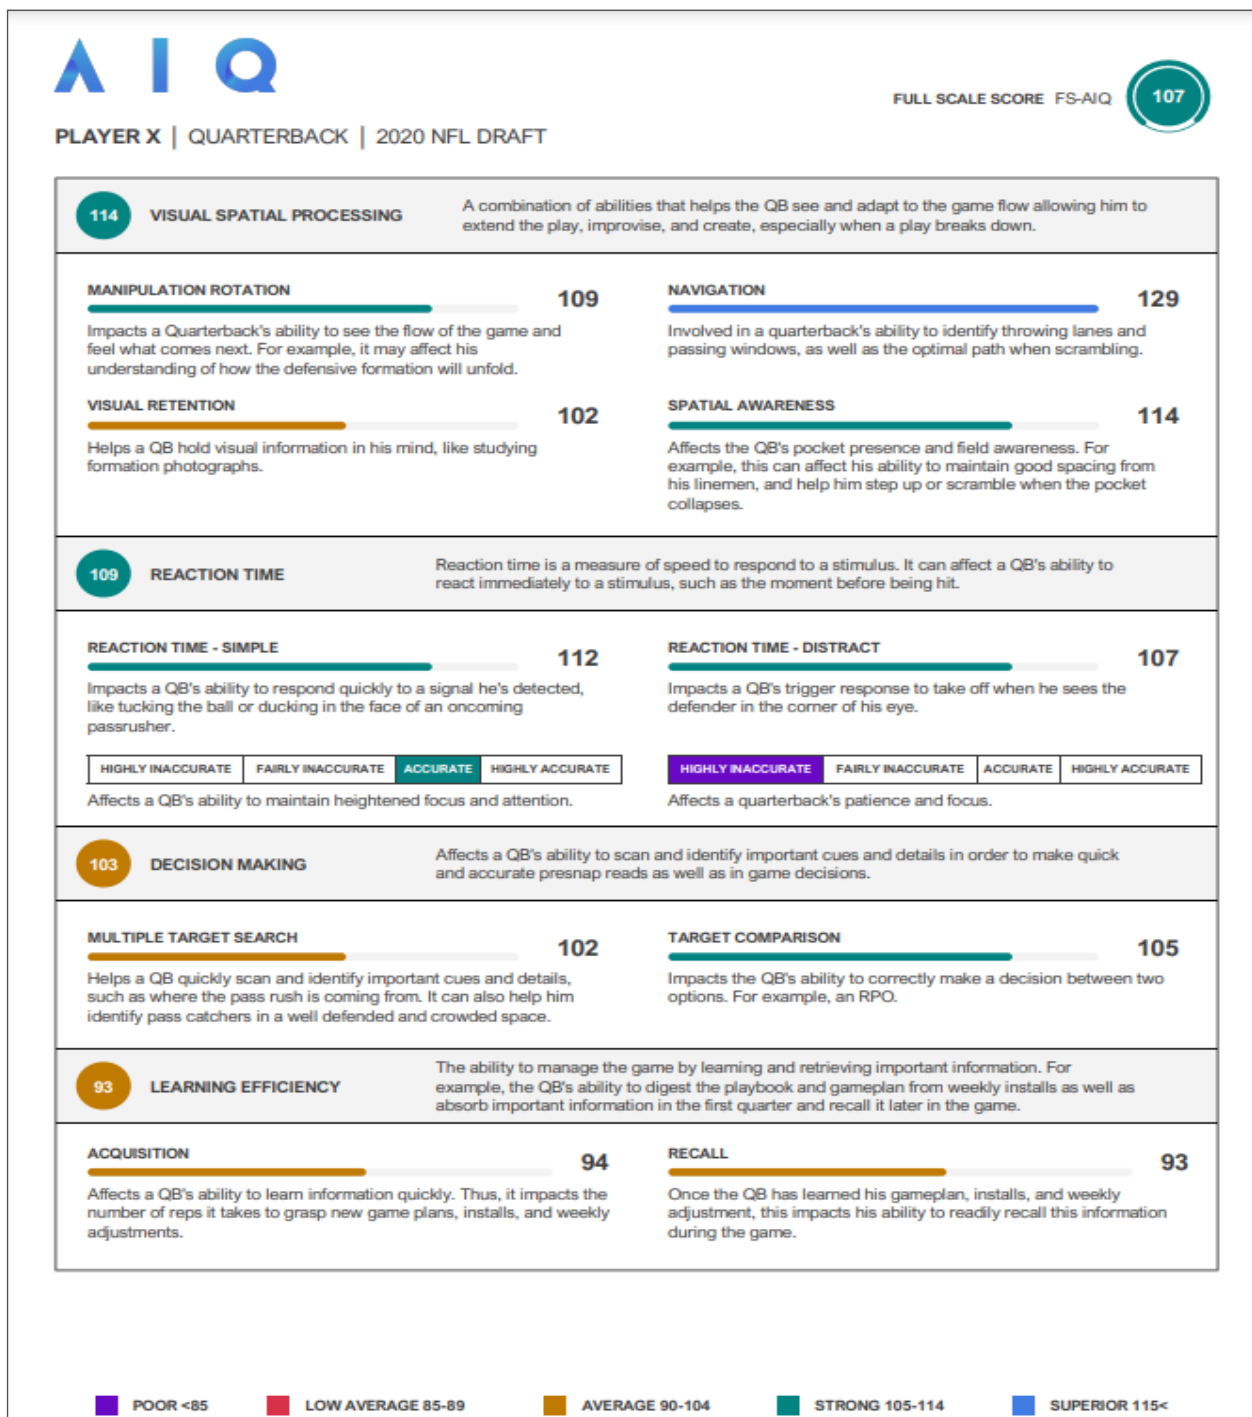 AIQ
FULL SCALE SCORE FS-AIQ 107
PLAYER X | QUARTERBACK | 2020 NFL DRAFT
114 VISUAL SPATIAL PROCESSING
A combination of abilities that helps the QB see and adapt to the game flow allowing him to
extend the play, improvise, and create, especially when a play breaks down.
MANIPULATION ROTATION
109
Impacts a Quarterback's ability to see the flow of the game and
feel what comes next. For example, it may affect his
understanding of how the defensive formation will unfold.
NAVIGATION
129
Involved in a quarterback's ability to identify throwing lanes and
passing windows, as well as the optimal path when scrambling.
VISUAL RETENTION
102
Helps a QB hold visual information in his mind, like studying
formation photographs.
SPATIAL AWARENESS
114
Affects the QB's pocket presence and field awareness. For
example, this can affect his ability to maintain good spacing from
his linemen, and help him step up or scramble when the pocket
collapses.
109 REACTION TIME
Reaction time is a measure of speed to respond to a stimulus. It can affect a QB's ability to
react immediately to a stimulus, such as the moment before being hit.
REACTION TIME - SIMPLE
112
Impacts a QB's ability to respond quickly to a signal he's detected,
like tucking the ball or ducking in the face of an oncoming
passrusher.
HIGHLY INACCURATE FAIRLY INACCURATE ACCURATE HIGHLY ACCURATE
Affects a QB's ability to maintain heightened focus and attention.
REACTION TIME - DISTRACT
107
Impacts a QB's trigger response to take off when he sees the
defender in the corner of his eye.
HIGHLY INACCURATE FAIRLY INACCURATE ACCURATE HIGHLY ACCURATE
Affects a quarterback's patience and focus.
103 DECISION MAKING
Affects a QB's ability to scan and identify important cues and details in order to make quick
and accurate presnap reads as well as in game decisions.
MULTIPLE TARGET SEARCH
102
Helps a QB quickly scan and identify important cues and details,
such as where the pass rush is coming from. It can also help him
identify pass catchers in a well defended and crowded space.
TARGET COMPARISON
105
Impacts the QB's ability to correctly make a decision between two
options. For example, an RPO.
93 LEARNING EFFICIENCY
The ability to manage the game by learning and retrieving important information. For
example, the QB's ability to digest the playbook and gameplan from weekly installs as well as
absorb important information in the first quarter and recall it later in the game.
ACQUISITION
94
Affects a QB's ability to learn information quickly. Thus, it impacts the
number of reps it takes to grasp new game plans, installs, and weekly
adjustments.
RECALL
93
Once the QB has learned his gameplan, installs, and weekly
adjustment, this impacts his ability to readily recall this information
during the game.
POOR <85 LOW AVERAGE 85-89 AVERAGE 90-104 STRONG 105-114 SUPERIOR 115<